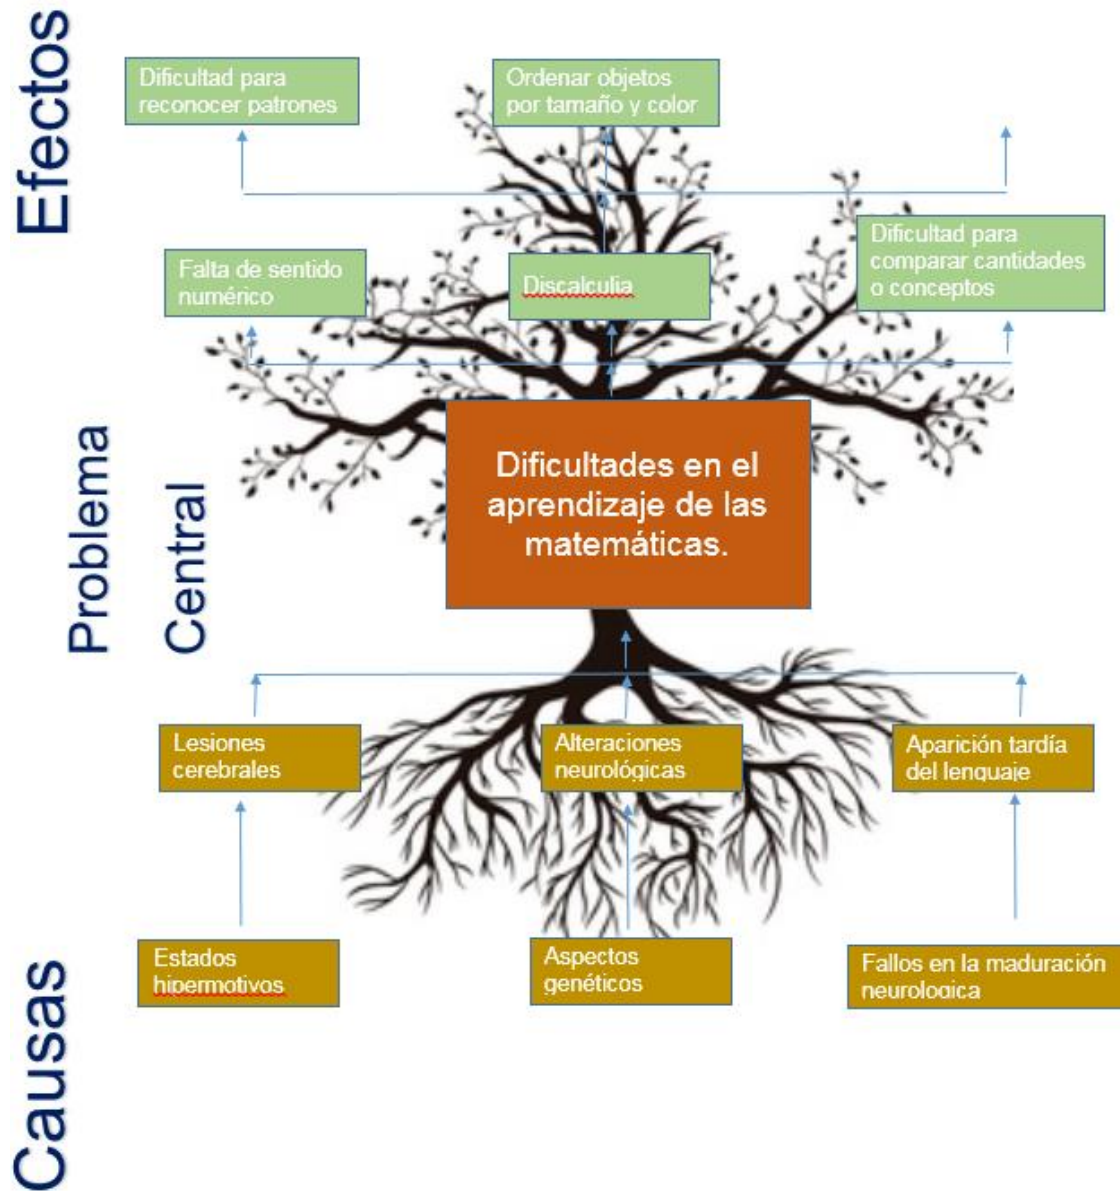 Efectos
Dificultad para
reconocer patrones
Ordenar objetos
por tamaño y color
Falta de sentido
numérico
Discalculia
Dificultad para
comparar cantidades
o conceptos
Problema
Central
Dificultades en el
aprendizaje de las
matemáticas.
Lesiones
cerebrales
Alteraciones
neurológicas
Aparición tardía
del lenguaje
Estados
hipermotivos
Aspectos
genéticos
Fallos en la maduración
neurologica
Causas